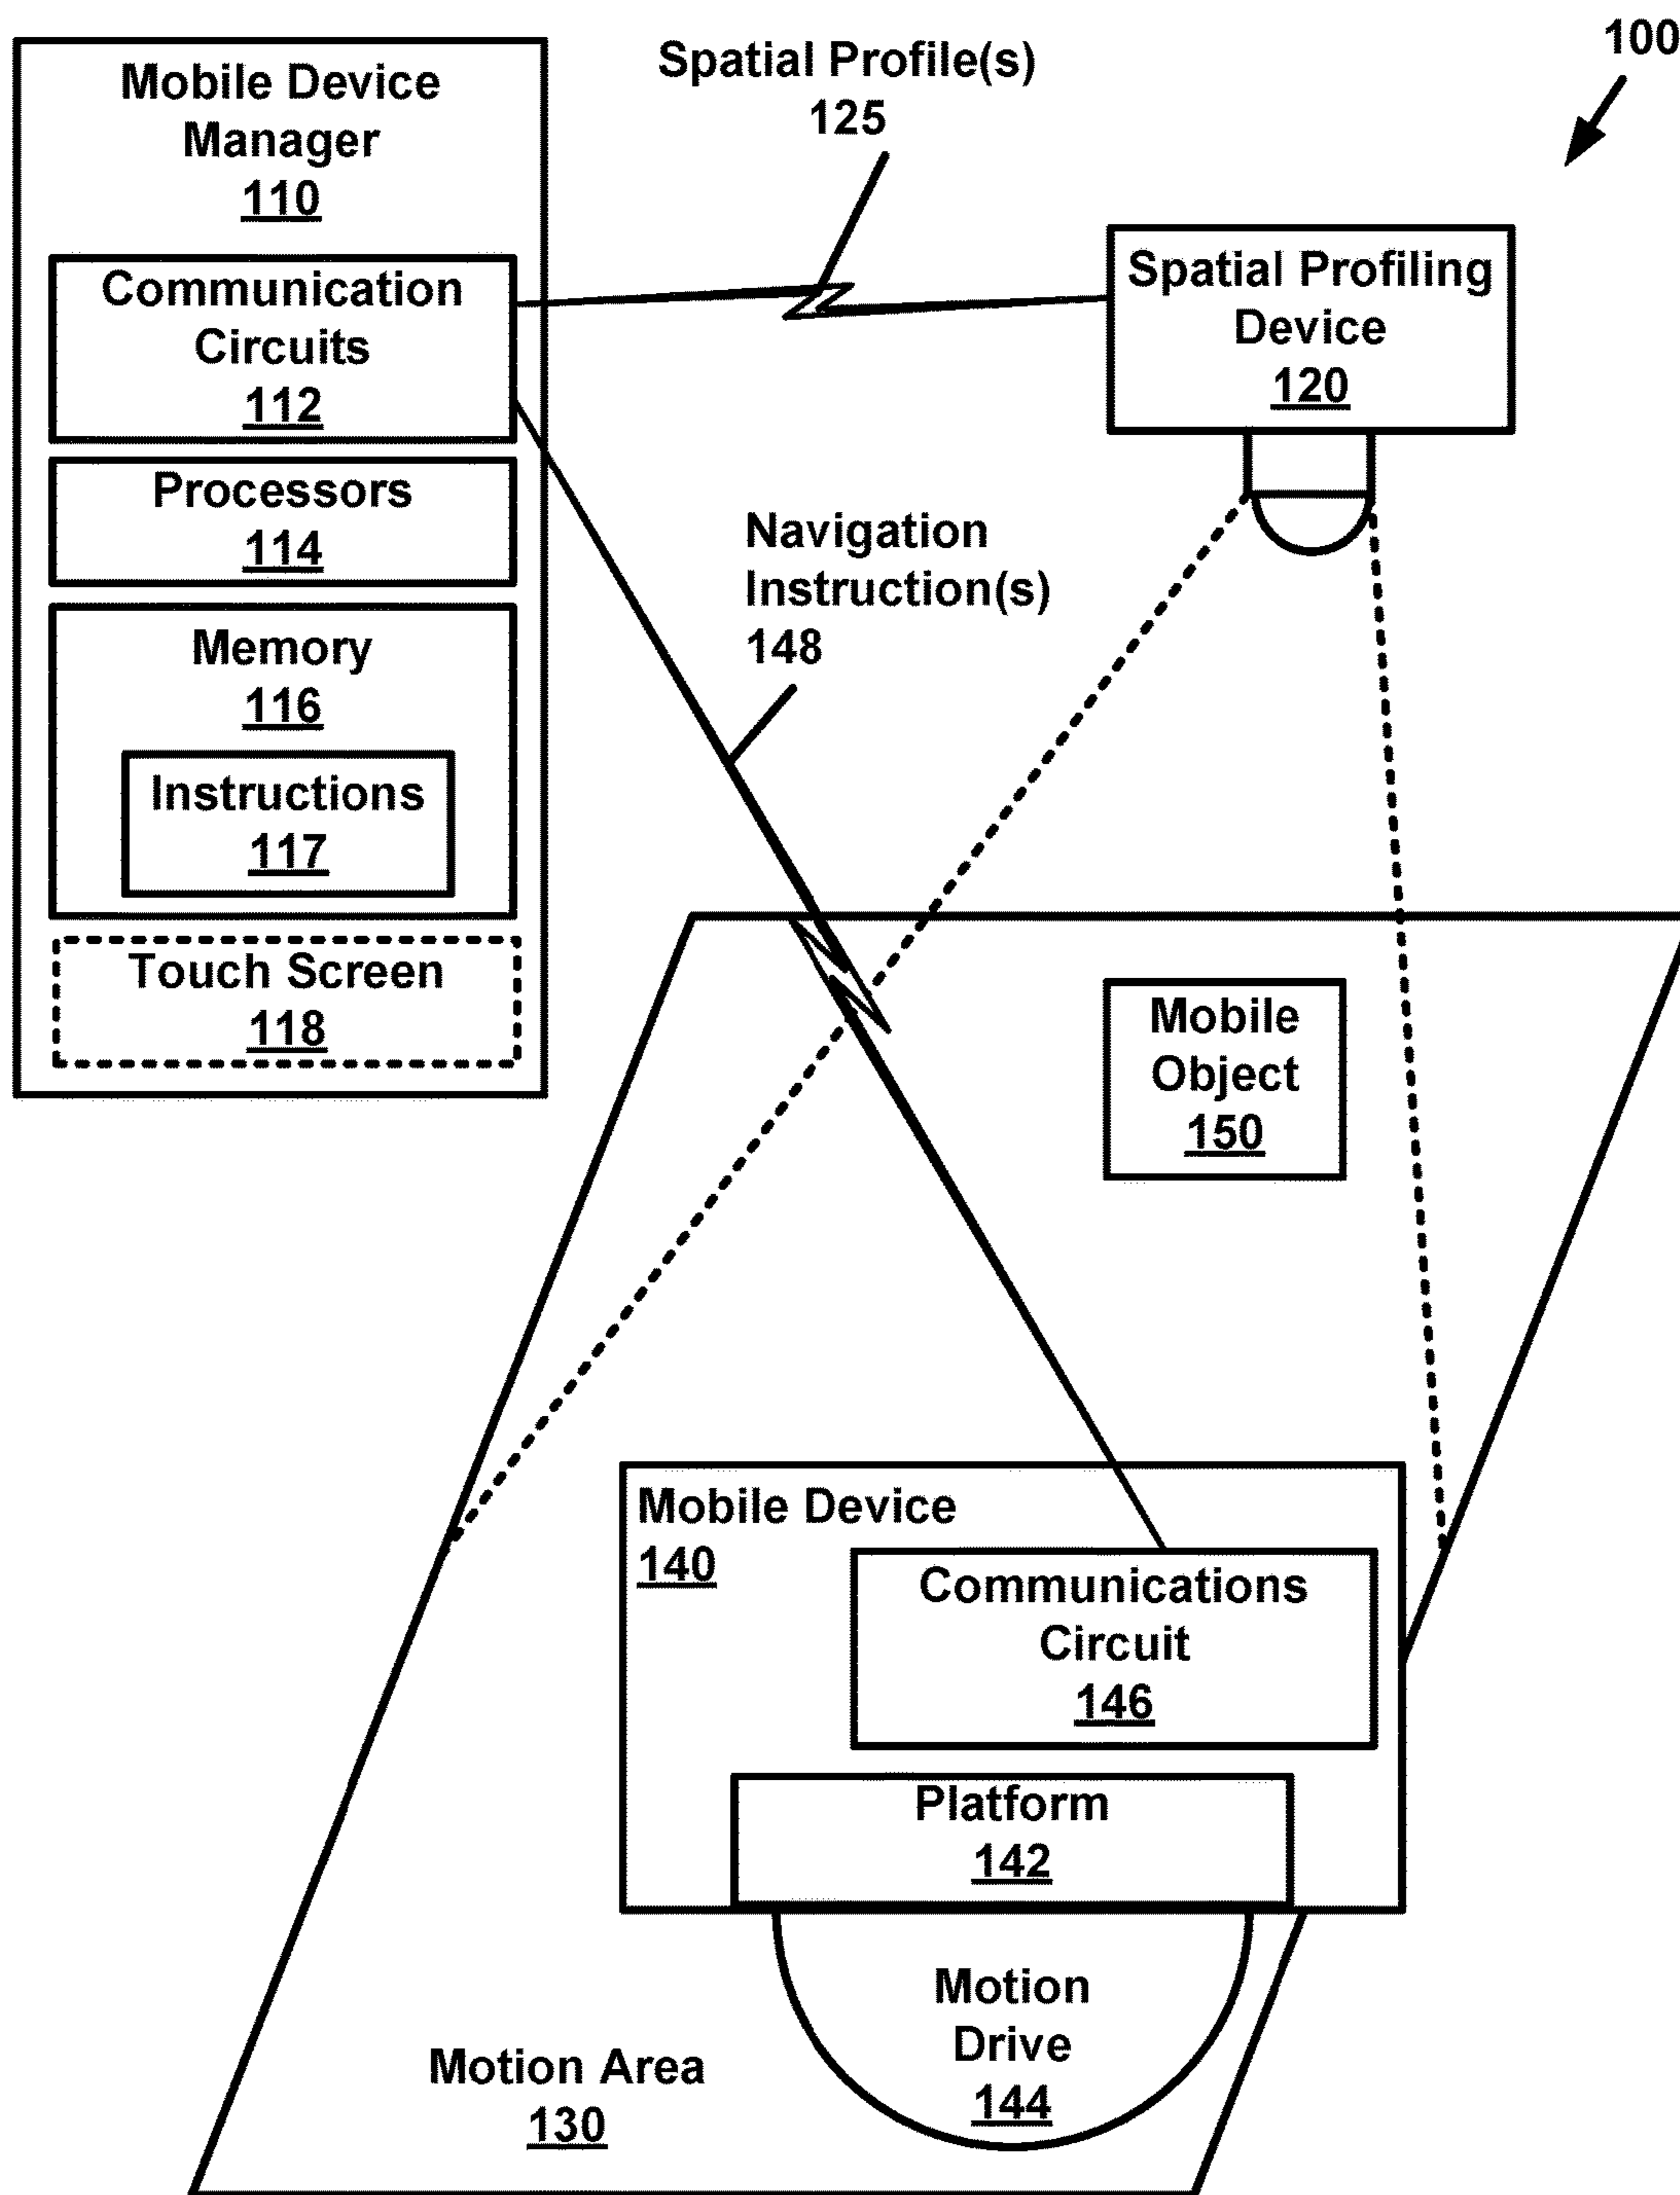 100
Mobile Device
Manager
110
Communication
Circuits
112
Processors
114
Memory
116
Instructions
117
Touch Screen
118
Spatial Profile(s)
125
Spatial Profiling
Device
120
Navigation
Instruction(s)
148
Mobile
Object
150
Mobile Device
140
Communications
Circuit
146
Platform
142
Motion
Drive
144
Motion Area
130